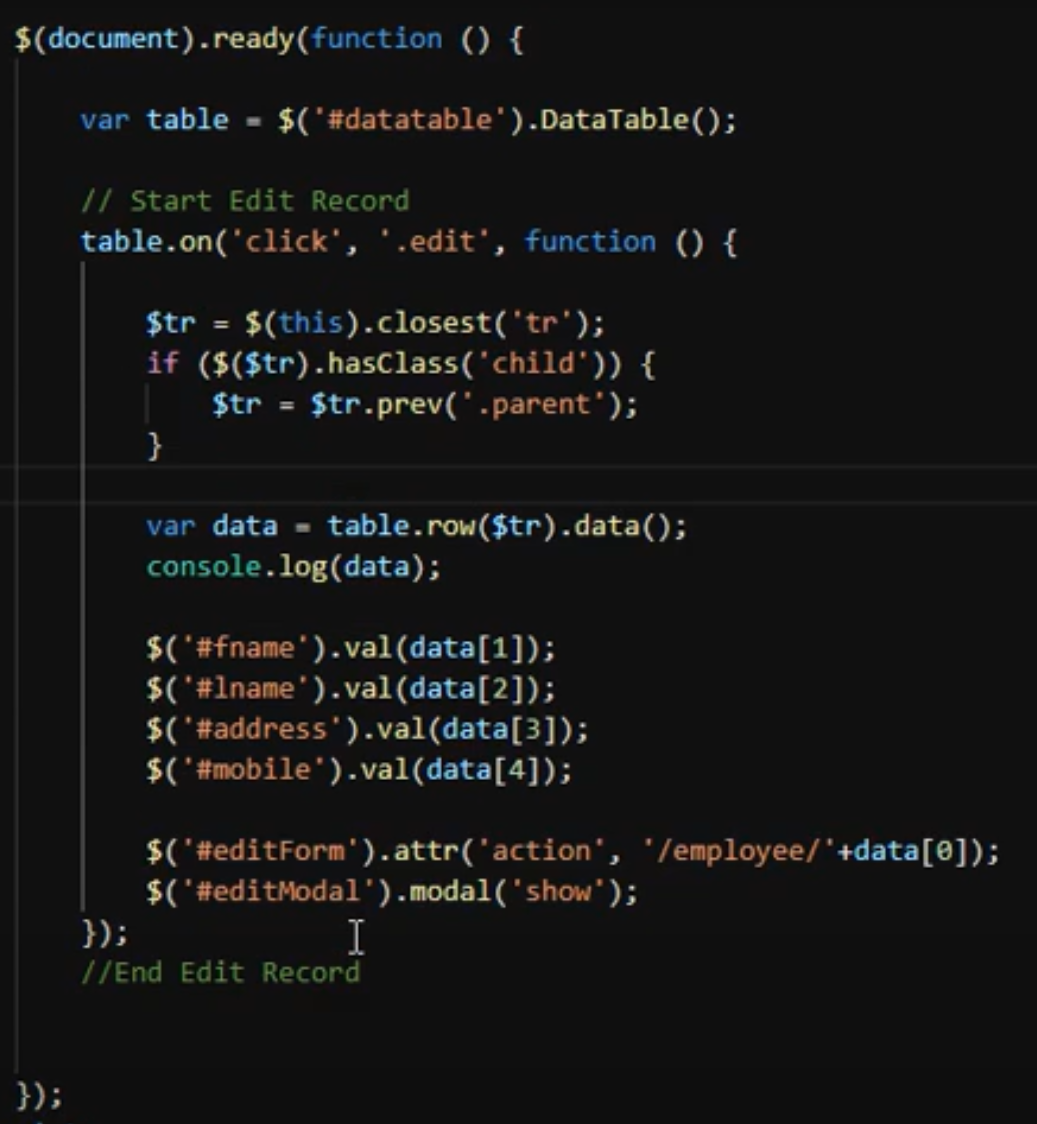 $(document).ready(function () {
var table = $('#datatable').DataTable();
// Start Edit Record
table.on('click', '.edit', function () {
$tr = $(this).closest('tr');
if ($($tr).hasClass('child')) {
$tr = $tr.prev('.parent');
}
var data = table.row($tr).data();
console.log(data);
$('#fname').val(data[1]);
$('#lname').val(data[2]);
$('#address').val(data[3]);
$('#mobile').val(data[4]);
$('#editForm').attr('action', '/employee/'+data[0]);
$('#editModal').modal('show');
});
//End Edit Record
});